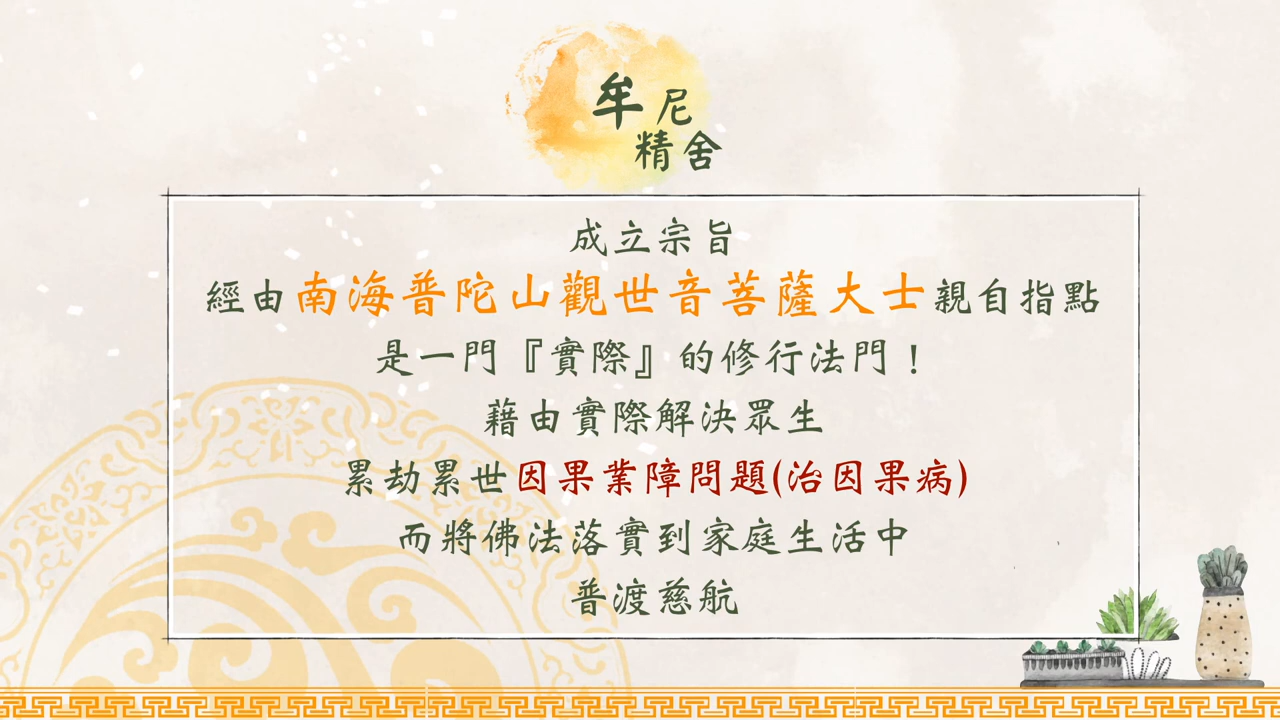 牟尼
精舍
成立宗旨
經由南海普陀山觀世音菩薩大士親自指點
是一門『實際』的修行法門！
藉由實際解決眾生
累劫累世因果業障問題(治因果病)
而將佛法落實到家庭生活中
普渡慈航